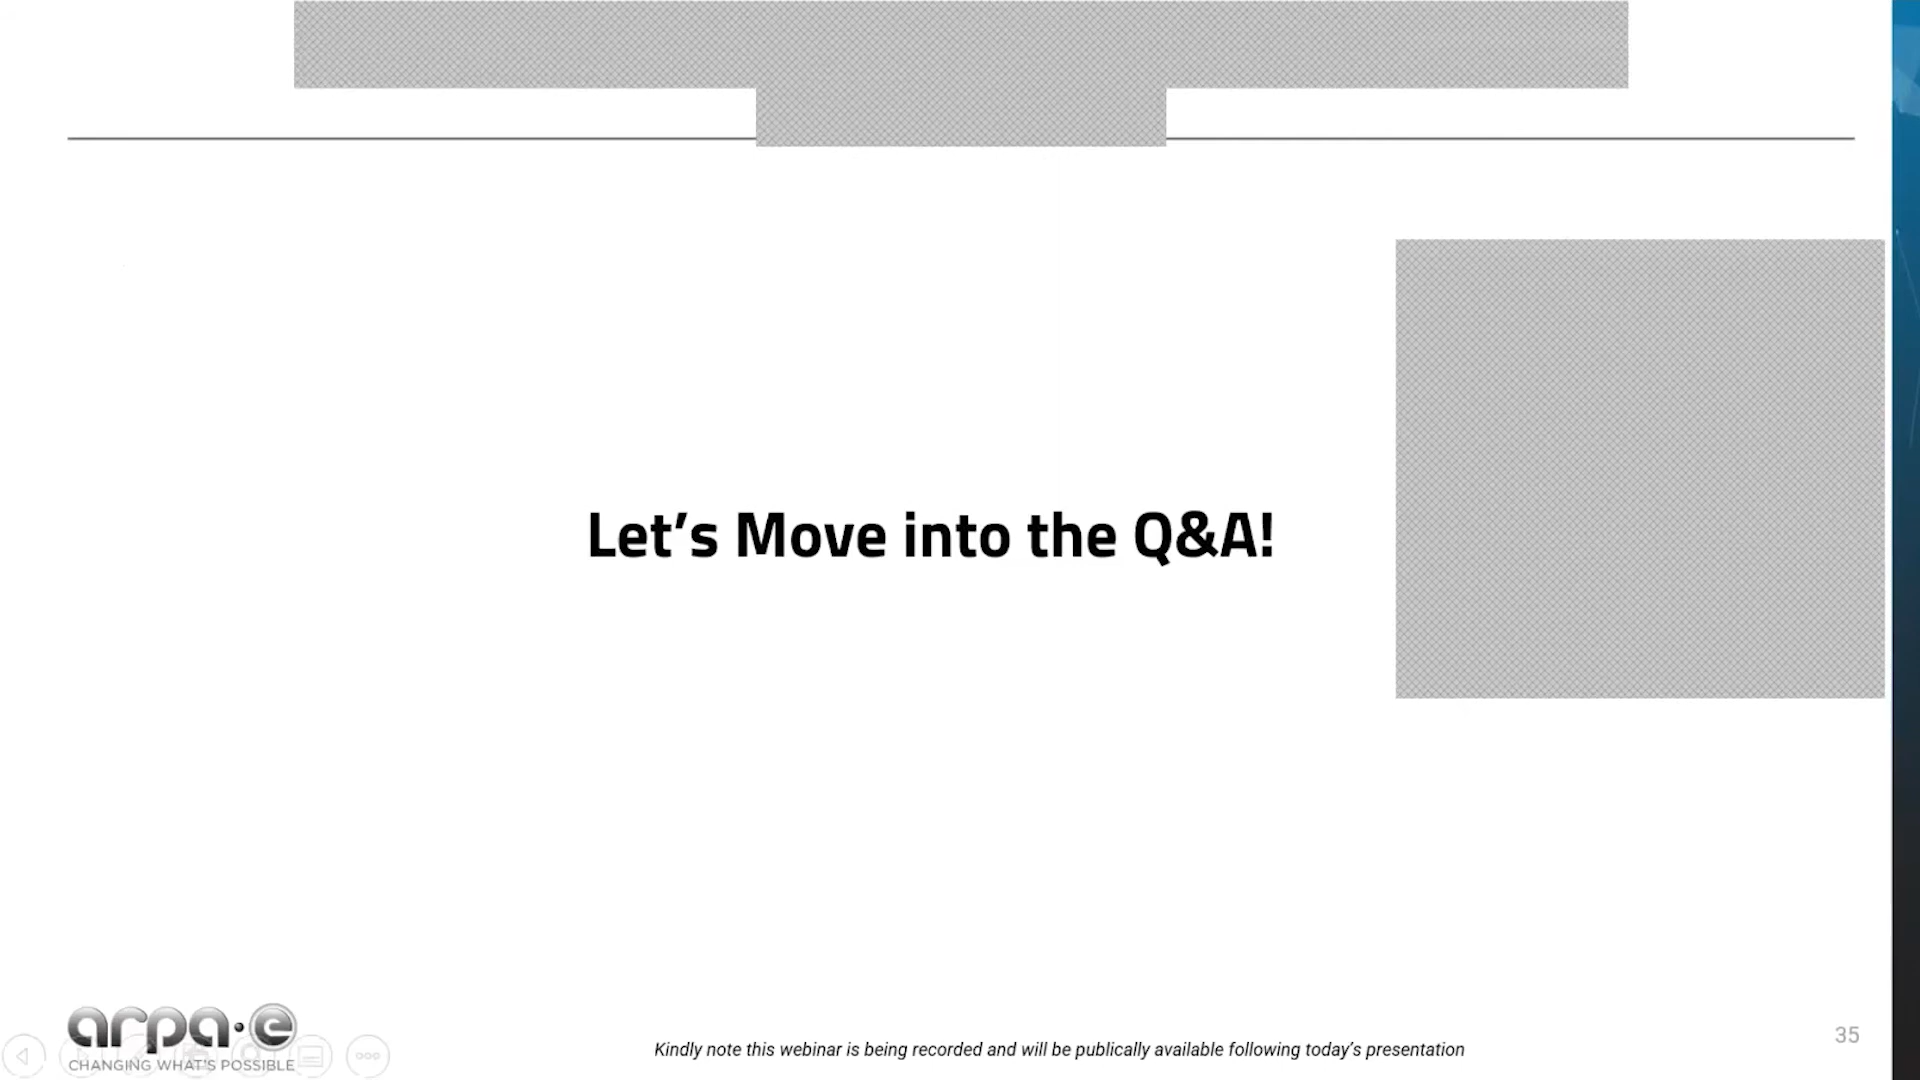 Let’s Move into the Q&A!
arpa·e
CHANGING WHAT'S POSSIBLE
Kindly note this webinar is being recorded and will be publically available following today’s presentation
35